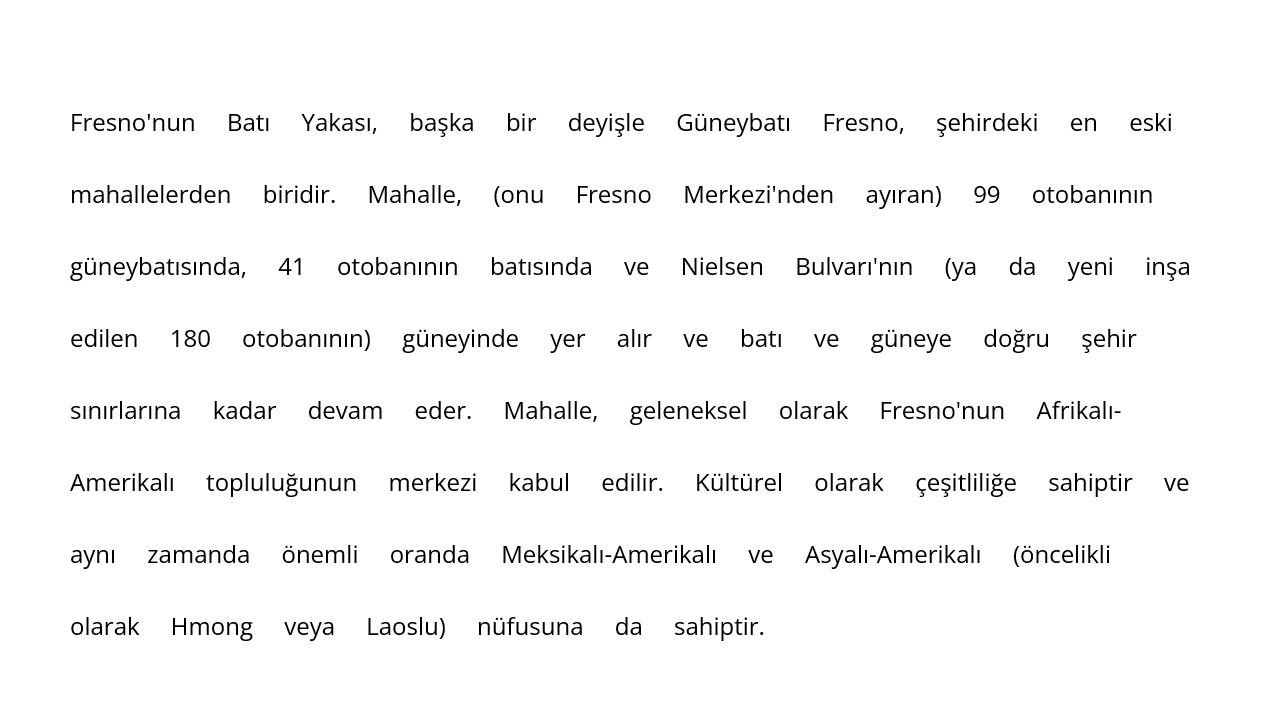 Fresno'nun Batı Yakası, başka bir deyişle Güneybatı Fresno, şehirdeki en eski
mahallelerden biridir. Mahalle, (onu Fresno Merkezi'nden ayıran) 99 otobanının
güneybatısında, 41 otobanının batısında ve Nielsen Bulvarı'nın (ya da yeni inşa
edilen 180 otobanının) güneyinde yer alır ve batı ve güneye doğru şehir
sınırlarına kadar devam eder. Mahalle, geleneksel olarak Fresno'nun Afrikalı-
Amerikalı topluluğunun merkezi kabul edilir. Kültürel olarak çeşitliliğe sahiptir ve
aynı zamanda önemli oranda Meksikalı-Amerikalı ve Asyalı-Amerikalı (öncelikli
olarak Hmong veya Laoslu) nüfusuna da sahiptir.